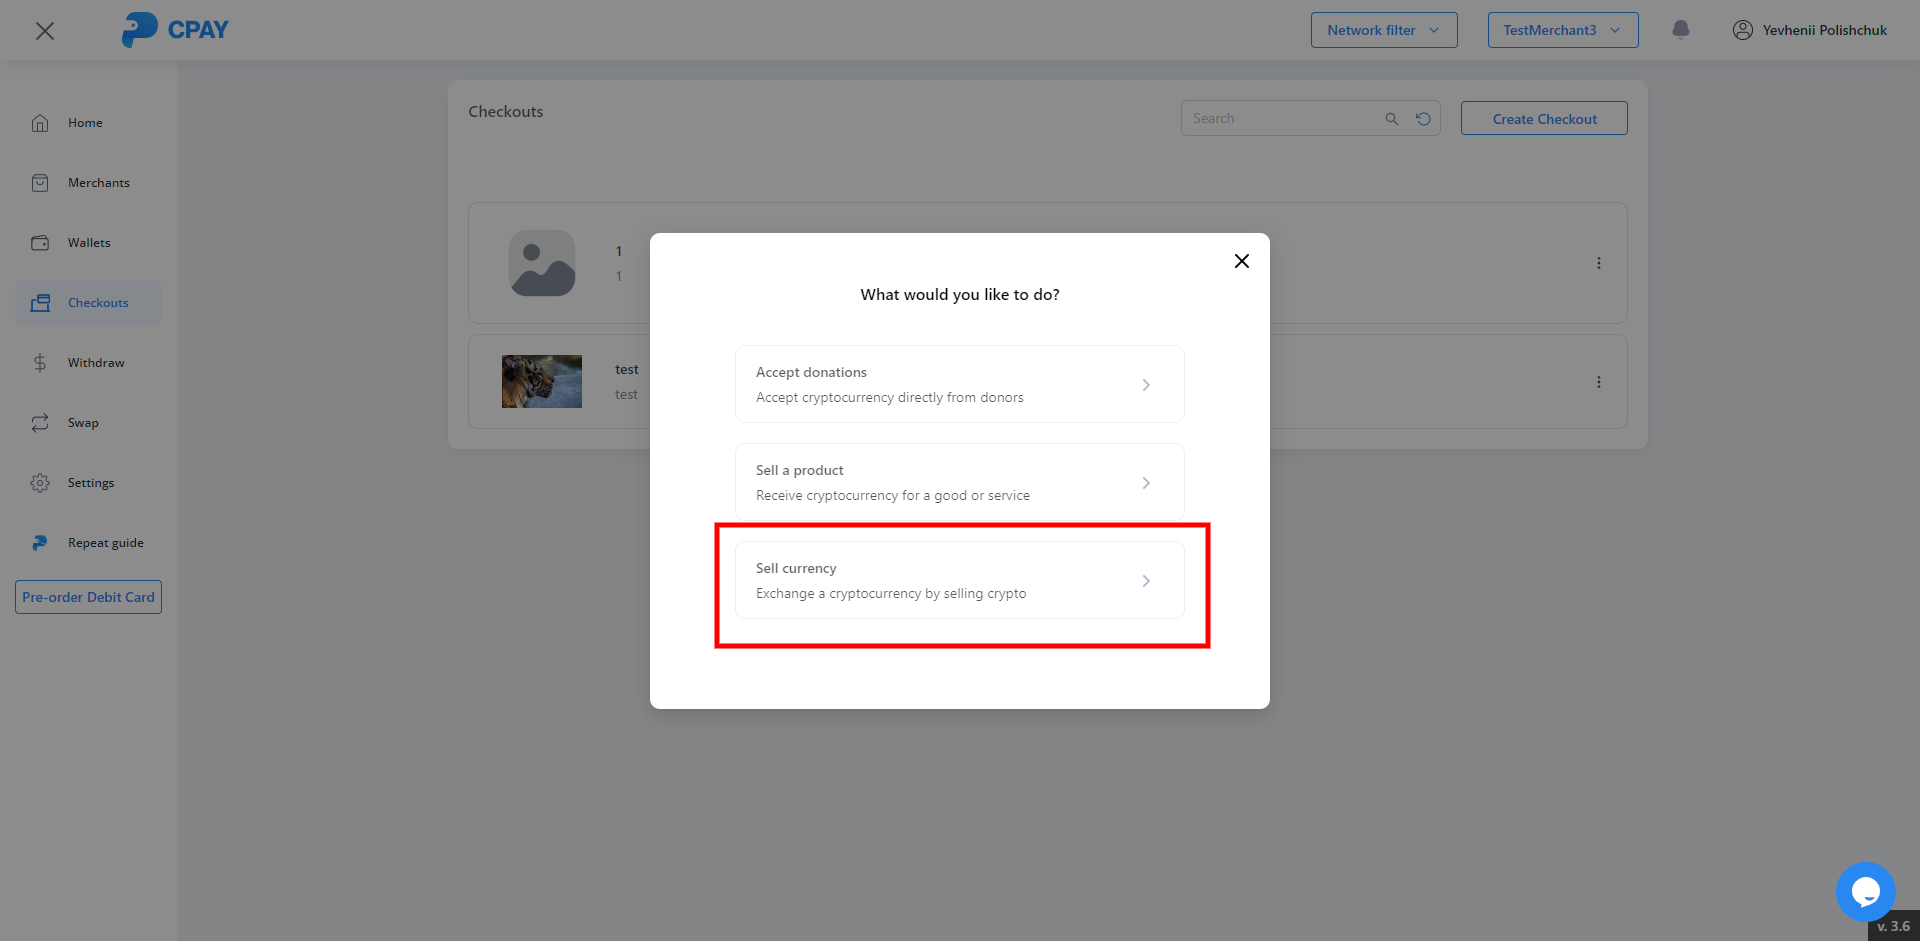 CPAY
Network filter
TestMerchant3
Yevhenii Polishchuk
Home
Merchants
Wallets
Checkouts
Withdraw
Swap
Settings
Repeat guide
Pre-order Debit Card
Checkouts
Search
Create Checkout
1
1
test
test
What would you like to do?
Accept donations
Accept cryptocurrency directly from donors
Sell a product
Receive cryptocurrency for a good or service
Sell currency
Exchange a cryptocurrency by selling crypto
v. 3.6